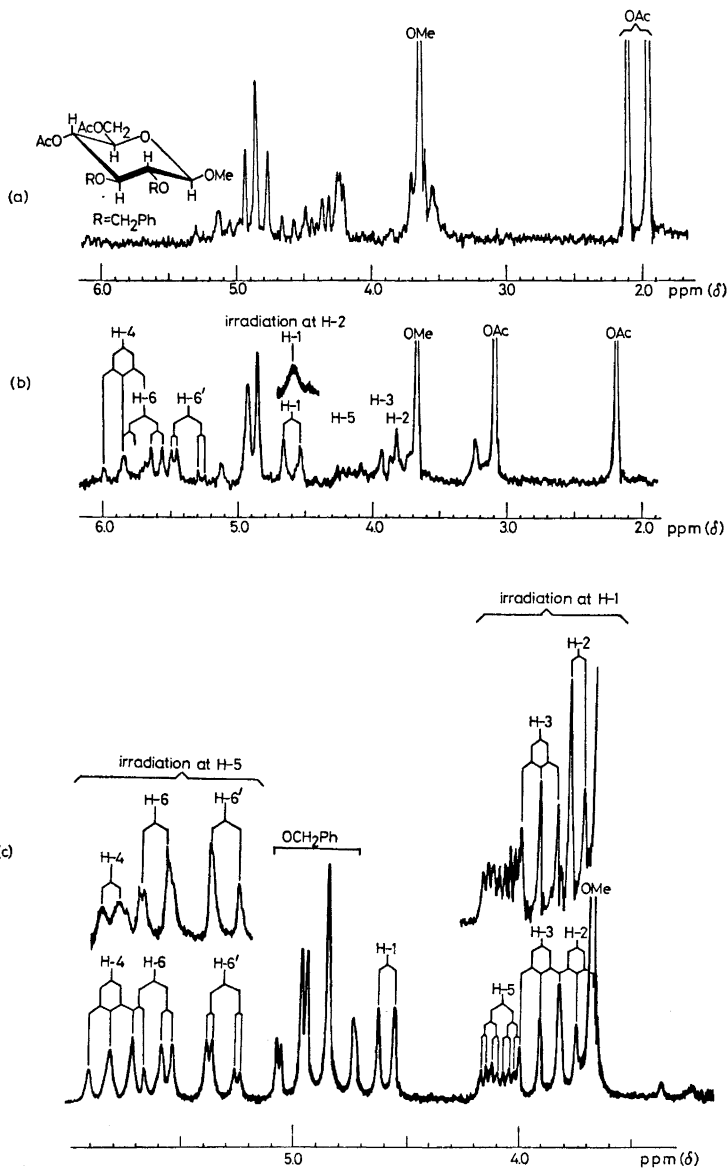 OMe
OAc
H
AcOCH2
O
AcO
H
H
OMe
RO
RO
H
H
R=CH2Ph
(a)
6.0 5.0 4.0 3.0 2.0 ppm (δ)
irradiation at H-2
H-1
(b)
H-4
H-6
H-6'
H-1
H-5
H-3
H-2
OMe
OAc
OAc
6.0 5.0 4.0 3.0 2.0 ppm (δ)
irradiation at H-1
H-2
H-3
irradiation at H-5
H-6
H-6'
H-4
OCH2Ph
(c)
OMe
H-4
H-6
H-6'
H-1
H-5
H-3
H-2
5.0 4.0 ppm (δ)